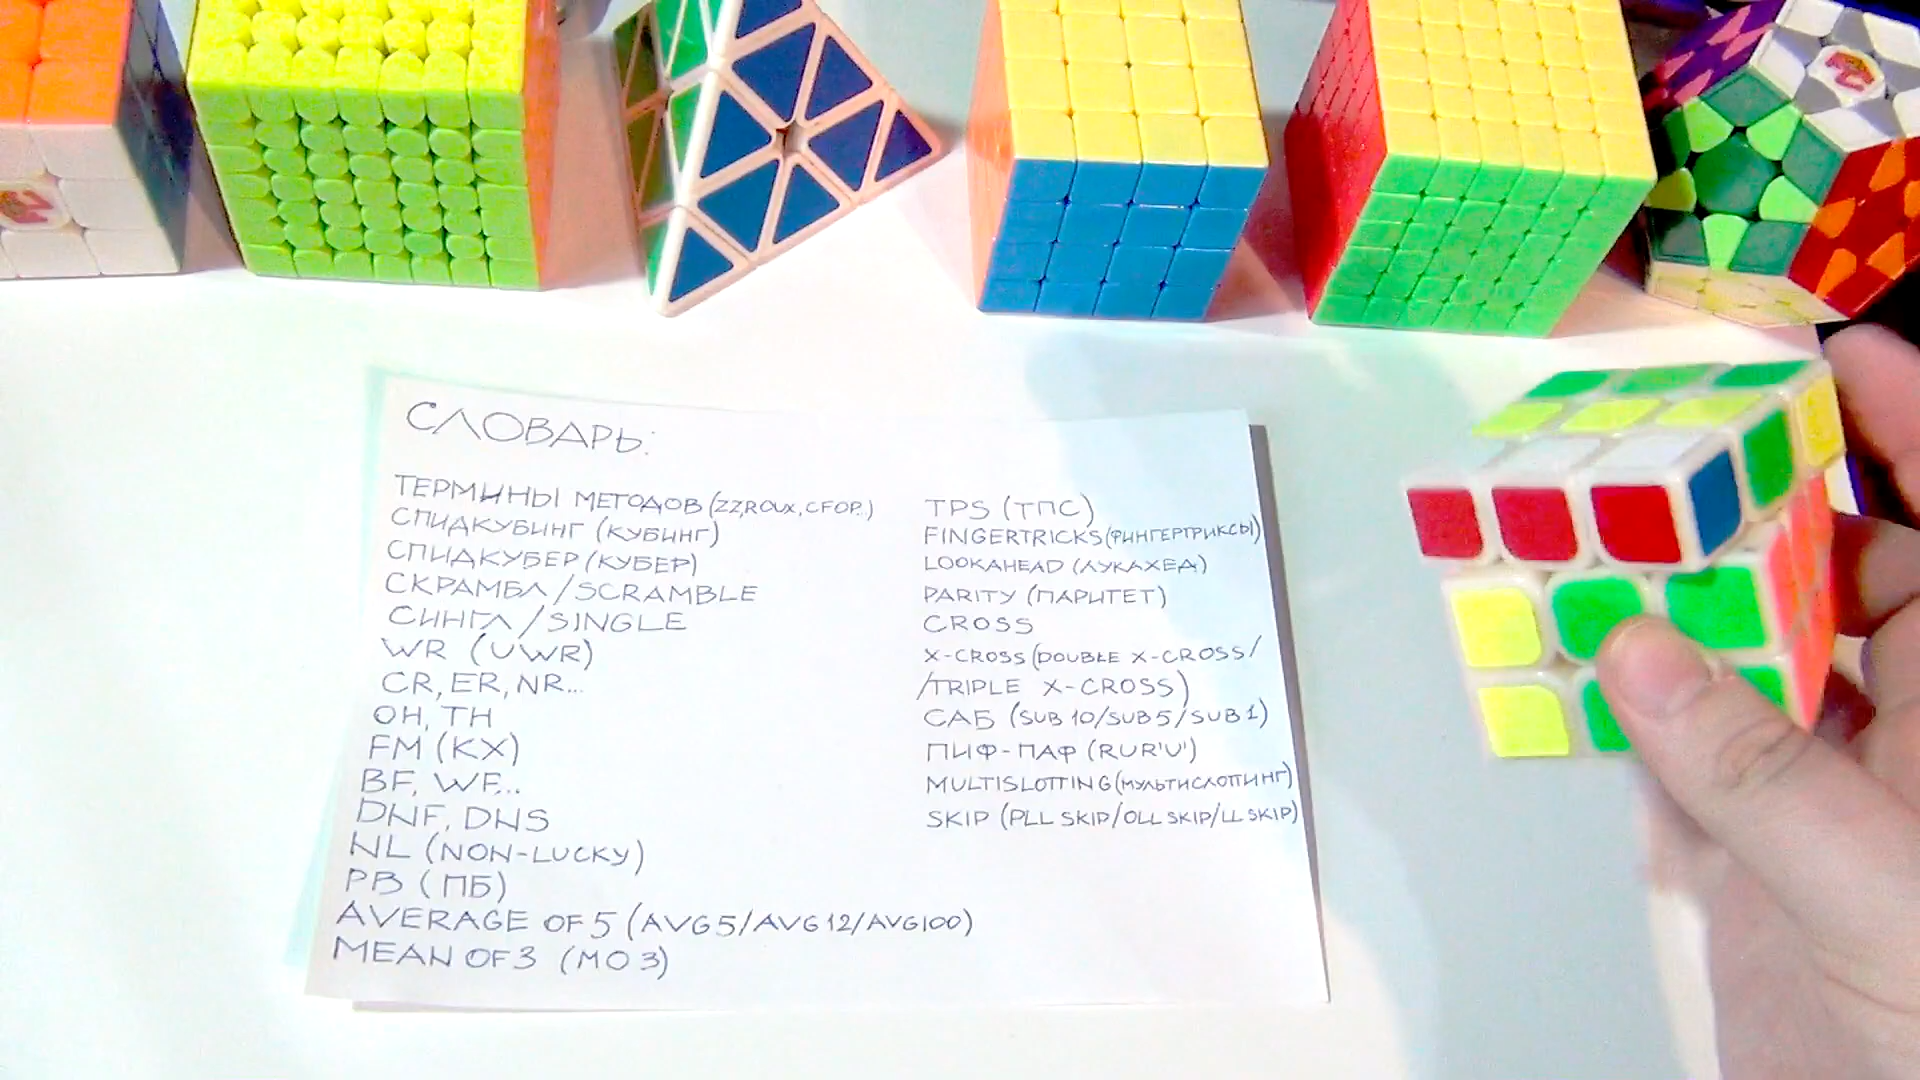 СЛОВАРЬ:
ТЕРМИНЫ МЕТОДОВ (ZZ,ROUX,CFOP..)
СПИДКУБИНГ (КУБИНГ)
СПИДКУБЕР (КУБЕР)
СКРАМБЛ/SCRAMBLE
СИНГЛ/SINGLE
WR (UWR)
CR, ER, NR...
OH, TH
FM (КХ)
BF, WF...
DNF, DNS
NL (NON-LUCKY)
PB (ПБ)
AVERAGE OF 5 (AVG5/AVG12/AVG100)
MEAN OF 3 (MO3)
TPS (ТПС)
FINGERTRICKS (ФИНГЕРТРИКСЫ)
LOOKAHEAD (ЛУКАХЕД)
PARITY (ПАРИТЕТ)
CROSS
X-CROSS (DOUBLE X-CROSS/
/TRIPLE X-CROSS)
САБ (SUB 10/SUB 5/SUB 1)
ПИФ-ПАФ (RUR'U')
MULTISLOTTING (МУЛЬТИСЛОТТИНГ)
SKIP (PLL SKIP/OLL SKIP/LL SKIP)